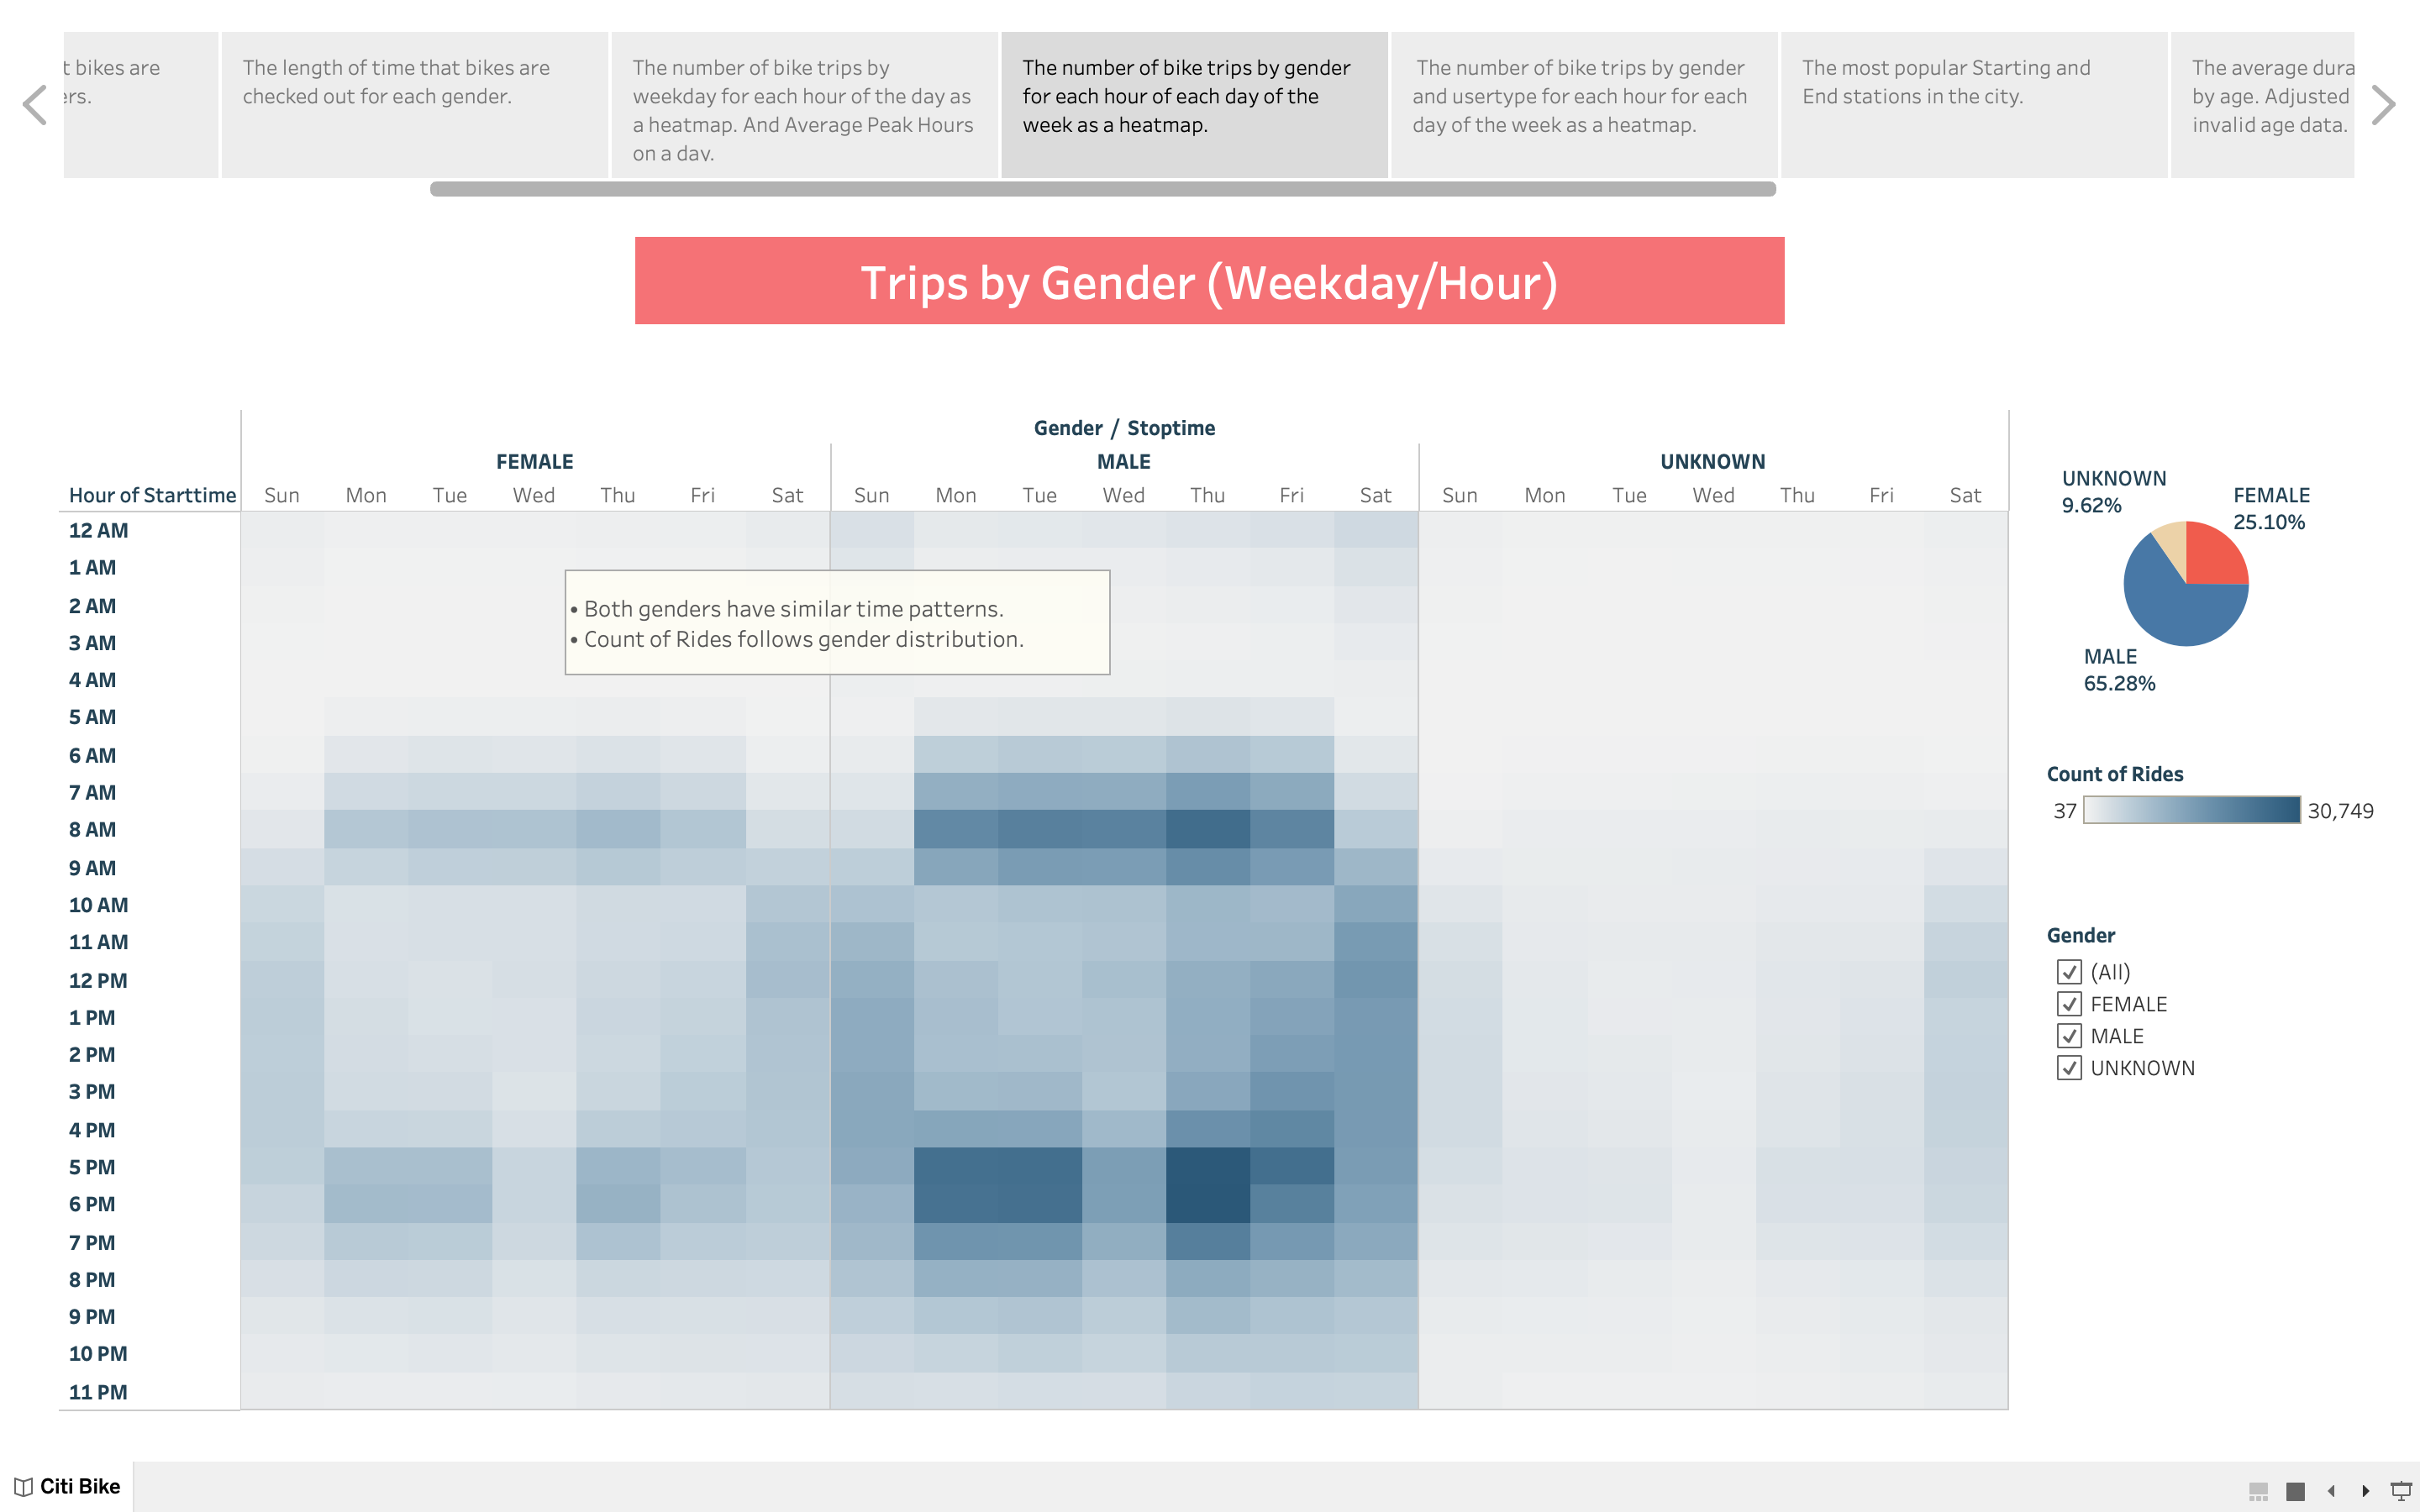 t bikes are
ers.
The length of time that bikes are
checked out for each gender.
The number of bike trips by
weekday for each hour of the day as
a heatmap. And Average Peak Hours
on a day.
The number of bike trips by gender
for each hour of each day of the
week as a heatmap.
The number of bike trips by gender
and usertype for each hour for each
day of the week as a heatmap.
The most popular Starting and
End stations in the city.
The average dura
by age. Adjusted
invalid age data.
Trips by Gender (Weekday/Hour)
Gender / Stoptime
FEMALE MALE UNKNOWN
Hour of Starttime Sun Mon Tue Wed Thu Fri Sat Sun Mon Tue Wed Thu Fri Sat Sun Mon Tue Wed Thu Fri Sat
12 AM
1 AM
2 AM
3 AM
4 AM
5 AM
6 AM
7 AM
8 AM
9 AM
10 AM
11 AM
12 PM
1 PM
2 PM
3 PM
4 PM
5 PM
6 PM
7 PM
8 PM
9 PM
10 PM
11 PM
• Both genders have similar time patterns.
• Count of Rides follows gender distribution.
UNKNOWN
9.62%
FEMALE
25.10%
MALE
65.28%
Count of Rides
37 30,749
Gender
(All)
FEMALE
MALE
UNKNOWN
Citi Bike